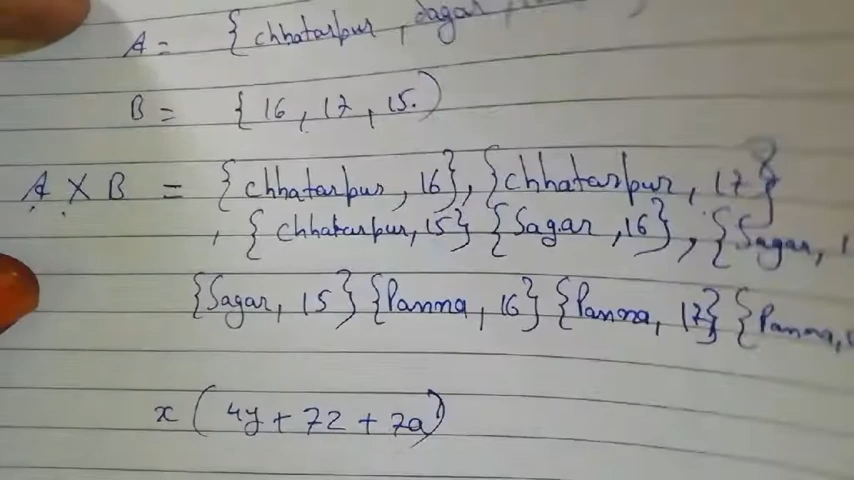 A = { chhatarpur , Sagar ,
B = { 16 , 17 , 15. )
A X B = { chhatarpur , 16 } , { chhatarpur , 17 }
, { chhatarpur , 15 } { Sagar , 16 } , { Sagar , 1
{ Sagar , 15 } { Panna , 16 } { Panna , 17 } { Panna ,
x ( 4y + 7z + 7a )